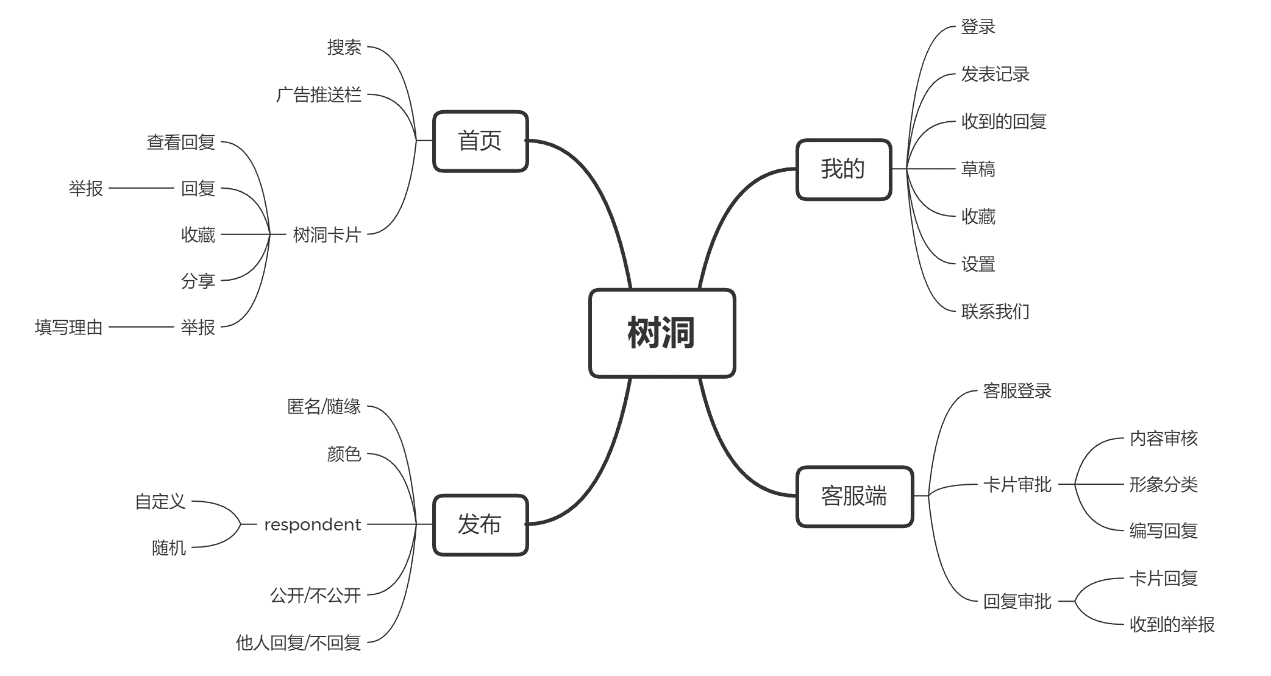 树洞
首页
搜索
广告推送栏
树洞卡片
查看回复
回复
举报
收藏
分享
举报
填写理由
发布
匿名/随缘
颜色
respondent
自定义
随机
公开/不公开
他人回复/不回复
我的
登录
发表记录
收到的回复
草稿
收藏
设置
联系我们
客服端
客服登录
卡片审批
内容审核
形象分类
编写回复
回复审批
卡片回复
收到的举报